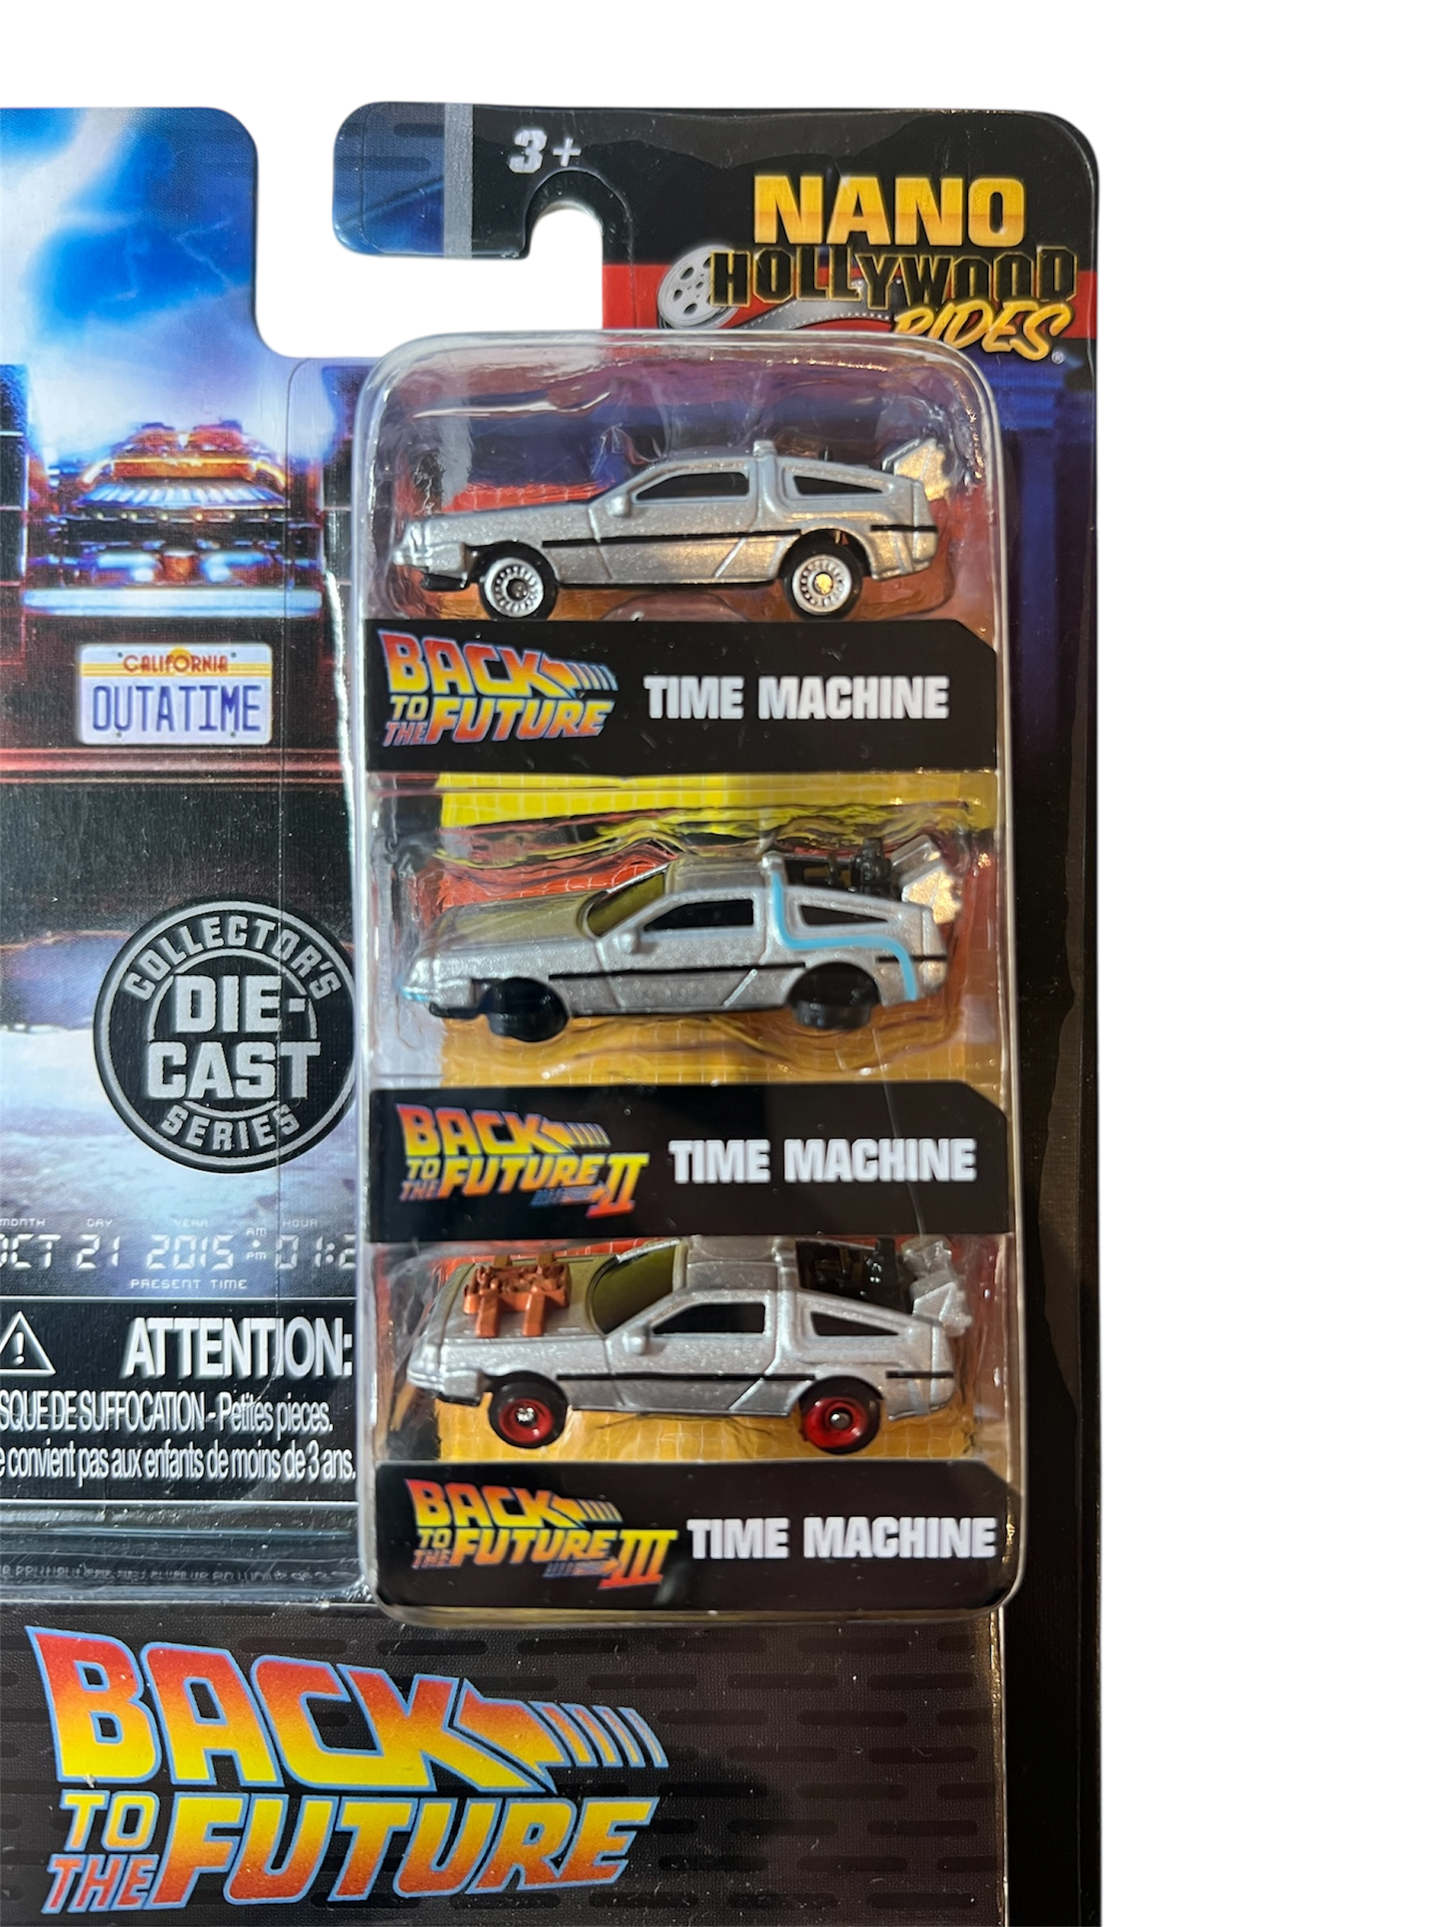 3+
NANO
HOLLYWOOD
RIDES®
CALIFORNIA
OUTATIME
BACK
TO THE FUTURE
TIME MACHINE
COLLECTOR'S
DIE-
CAST
SERIES
BACK
TO THE FUTURE II
TIME MACHINE
MONTH DAY YEAR AM HOUR
OCT 21 2015 PM 01:2
PRESENT TIME
ATTENTION:
SQUE DE SUFFOCATION - Petites pieces.
e convient pas aux enfants de moins de 3 ans.
BACK
TO THE FUTURE III
TIME MACHINE
BACK
TO THE FUTURE